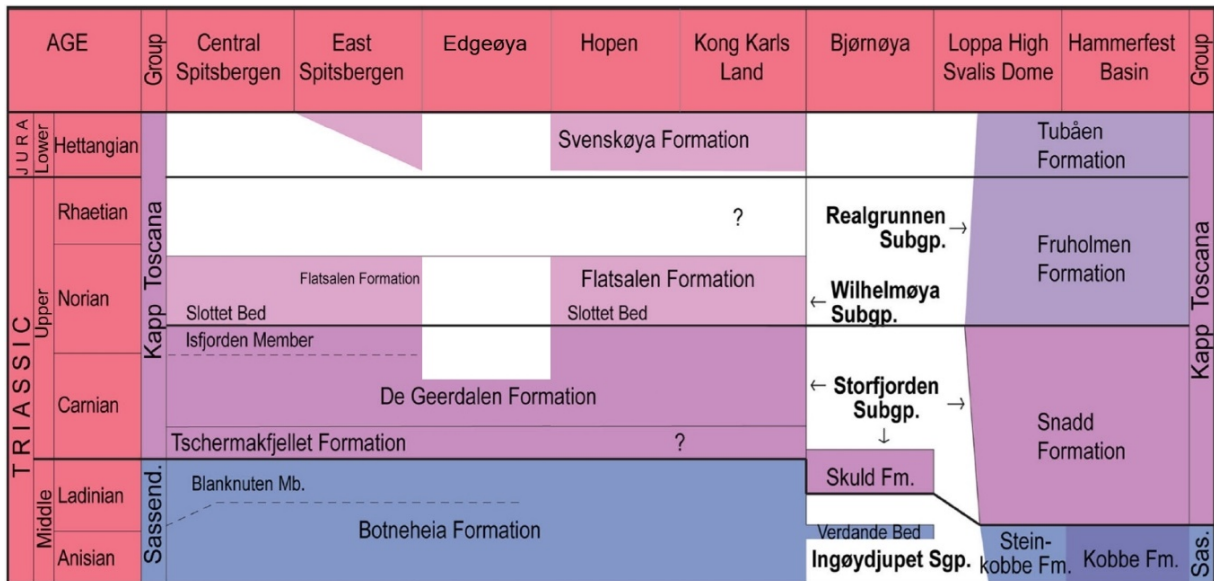 AGE
Group
Central
Spitsbergen
East
Spitsbergen
Edgeøya
Hopen
Kong Karls
Land
Bjørnøya
Loppa High
Svalis Dome
Hammerfest
Basin
Group
JURA
Lower
Hettangian
Svenskøya Formation
Tubåen
Formation
TRIASSIC
Upper
Kapp Toscana
Kapp Toscana
Rhaetian
?
Realgrunnen
Subgp.
→
Fruholmen
Formation
Norian
Flatsalen Formation
Slottet Bed
Flatsalen Formation
Slottet Bed
← Wilhelmøya
Subgp.
Isfjorden Member
Carnian
De Geerdalen Formation
← Storfjorden
Subgp. →
↓
Snadd
Formation
Tschermakfjellet Formation
?
Middle
Sassend.
Ladinian
Blanknuten Mb.
Skuld Fm.
Botneheia Formation
Verdande Bed
Anisian
Ingøydjupet Sgp.
Stein-
kobbe Fm.
Kobbe Fm.
Sas.